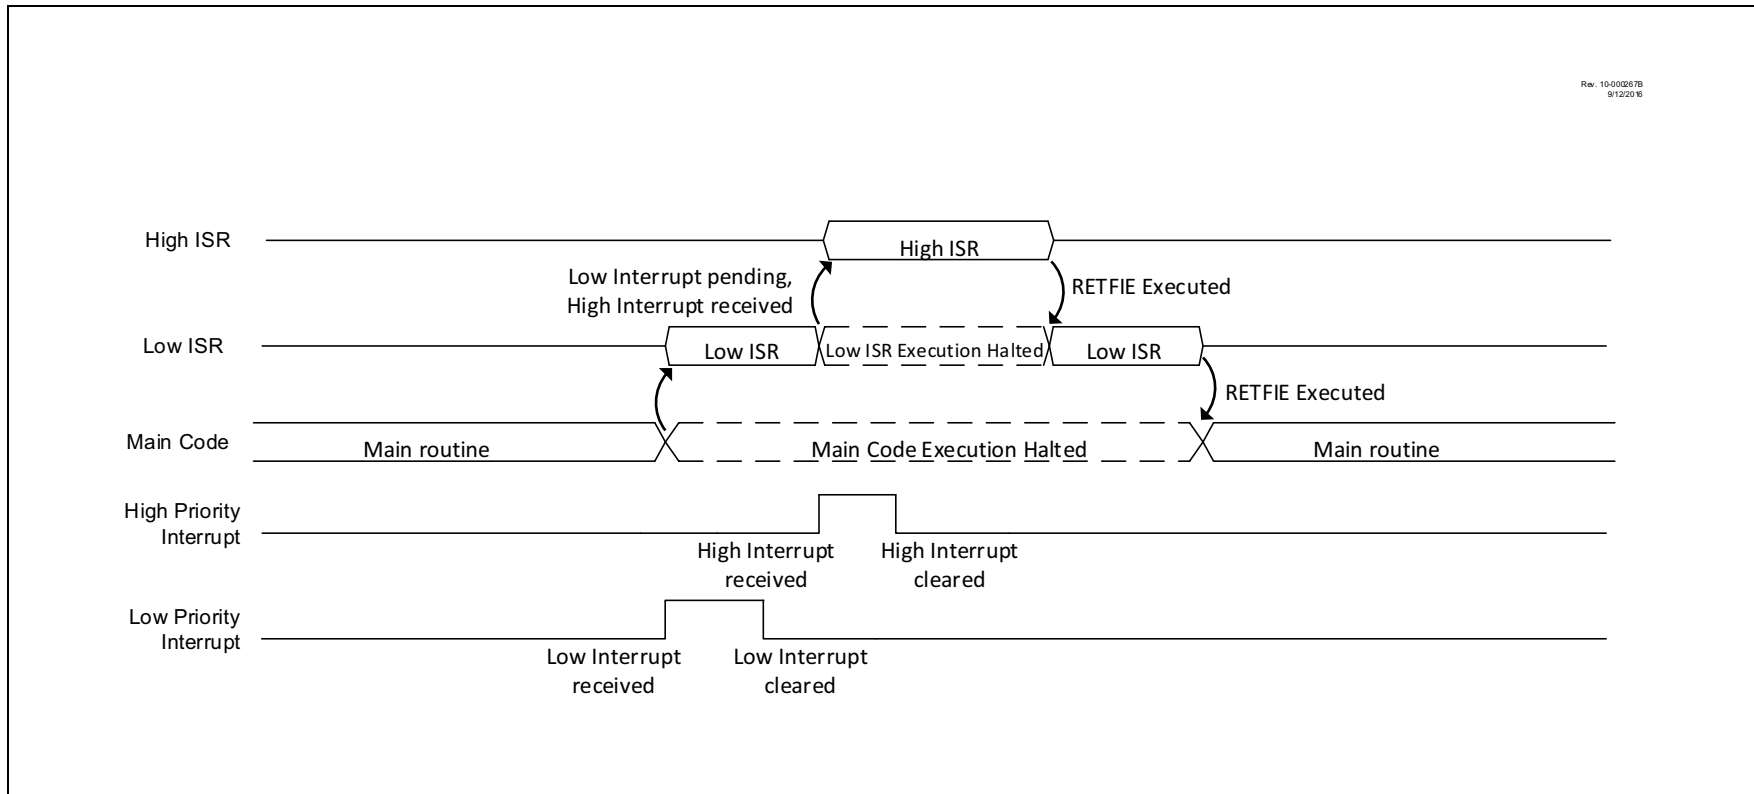 Rev. 10-000267B
9/12/2016
High ISR
High ISR
Low Interrupt pending,
High Interrupt received
RETFIE Executed
Low ISR
Low ISR
Low ISR Execution Halted
Low ISR
RETFIE Executed
Main Code
Main routine
Main Code Execution Halted
Main routine
High Priority
Interrupt
High Interrupt
received
High Interrupt
cleared
Low Priority
Interrupt
Low Interrupt
received
Low Interrupt
cleared